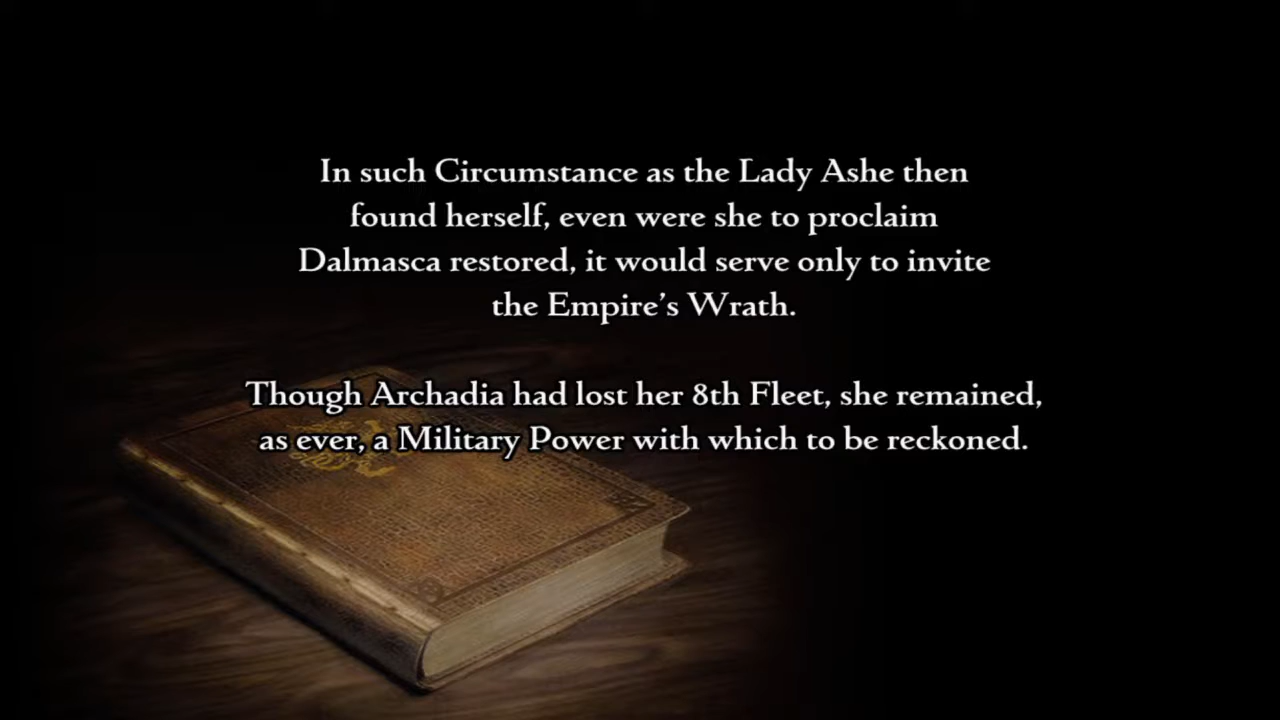 In such Circumstance as the Lady Ashe then
found herself, even were she to proclaim
Dalmasca restored, it would serve only to invite
the Empire's Wrath.
Though Archadia had lost her 8th Fleet, she remained,
as ever, a Military Power with which to be reckoned.